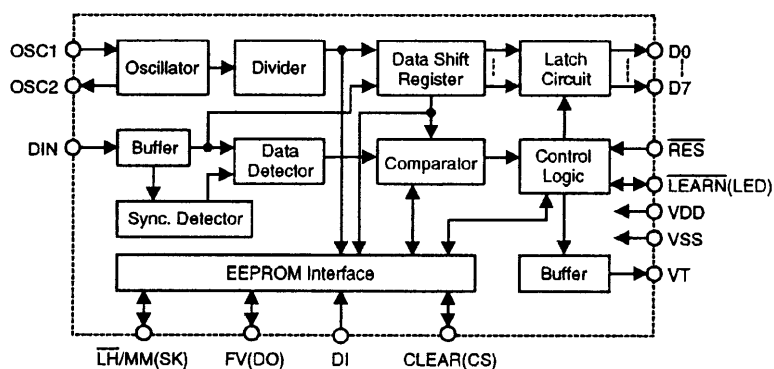 OSC1
OSC2
Oscillator
Divider
Data Shift
Register
Latch
Circuit
D0
D7
DIN
Buffer
Data
Detector
Comparator
Control
Logic
RES
LEARN(LED)
Sync. Detector
VDD
VSS
EEPROM Interface
Buffer
VT
LH/MM(SK)
FV(DO)
DI
CLEAR(CS)